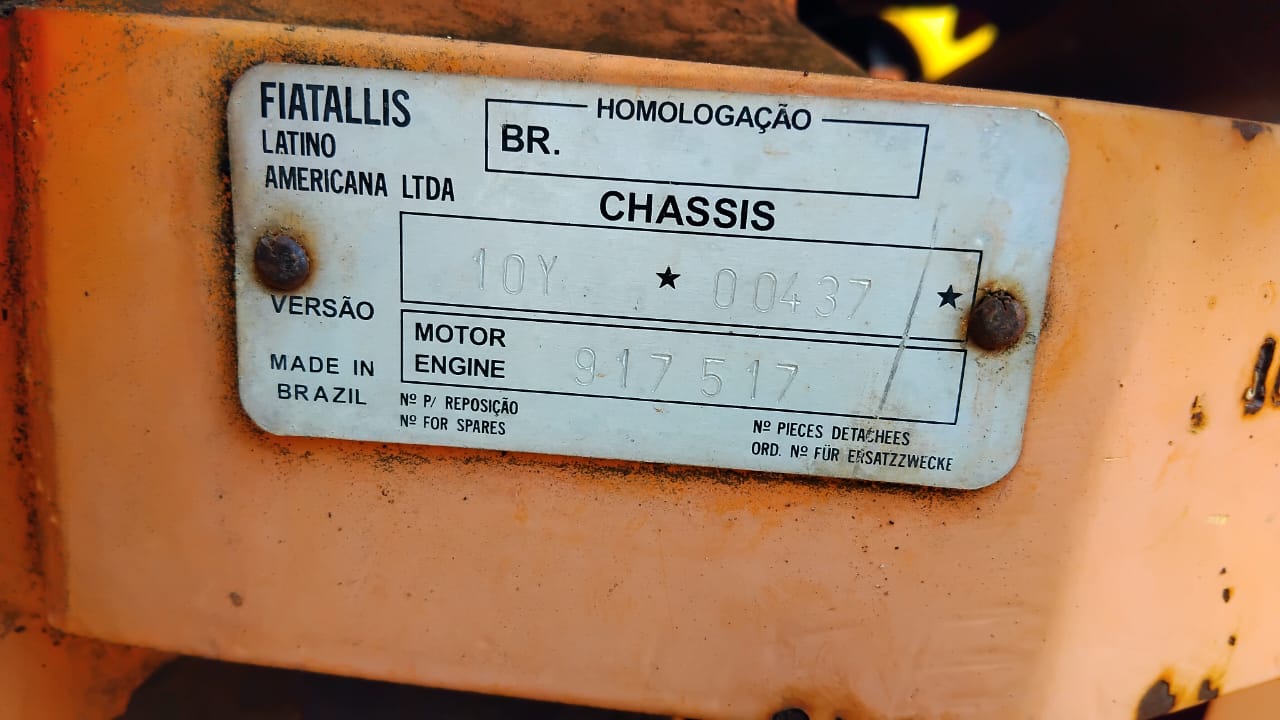 FIATALLIS
LATINO
AMERICANA LTDA
HOMOLOGAÇÃO
BR.
CHASSIS
10Y ★ 00437 ★
VERSÃO
MOTOR
ENGINE
917517
MADE IN
BRAZIL
Nº P/ REPOSIÇÃO
Nº FOR SPARES
Nº PIECES DETACHEES
ORD. Nº FÜR ERSATZZWECKE